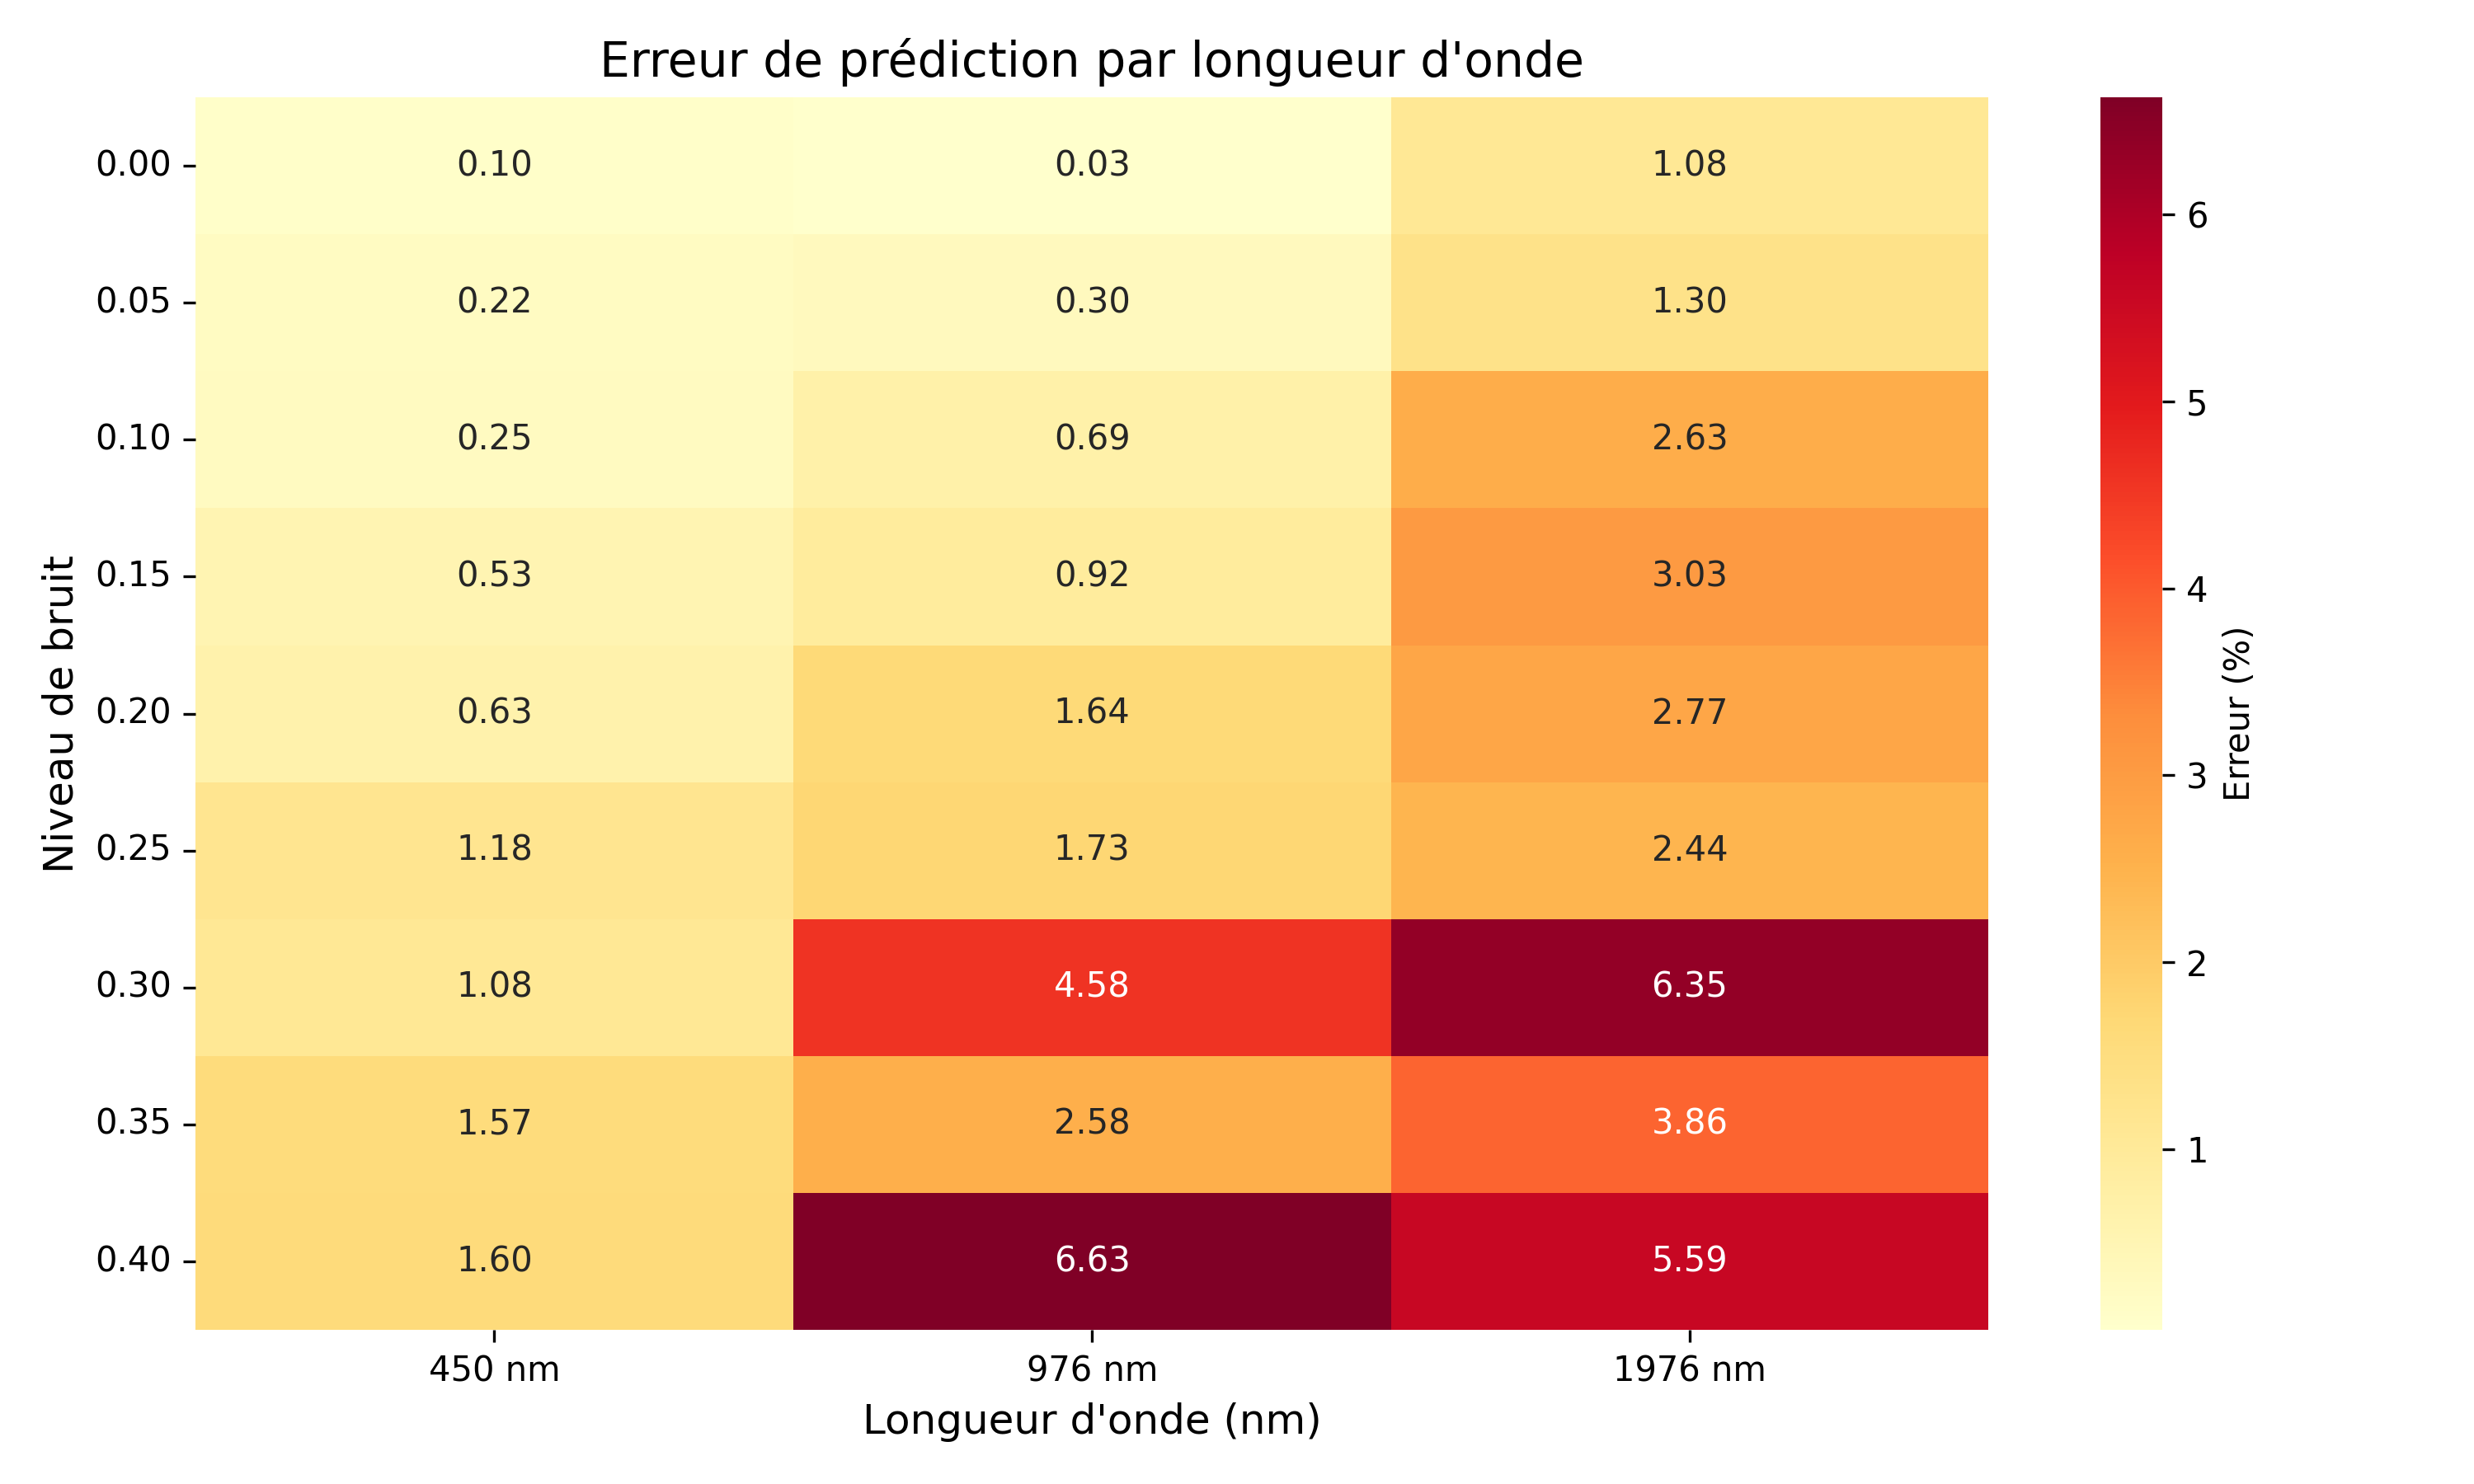 Erreur de prédiction par longueur d'onde
Niveau de bruit
0.00 0.10 0.03 1.08
0.05 0.22 0.30 1.30
0.10 0.25 0.69 2.63
0.15 0.53 0.92 3.03
0.20 0.63 1.64 2.77
0.25 1.18 1.73 2.44
0.30 1.08 4.58 6.35
0.35 1.57 2.58 3.86
0.40 1.60 6.63 5.59
450 nm 976 nm 1976 nm
Longueur d'onde (nm)
6
5
4
3
2
1
Erreur (%)